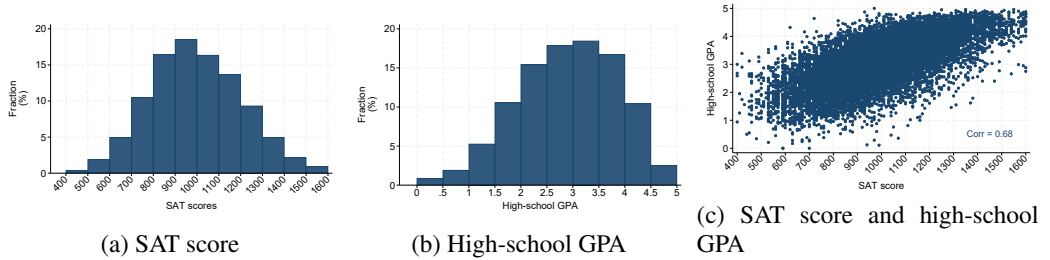 20
15
10
5
0
Fraction
(%)
400 500 600 700 800 900 1000 1100 1200 1300 1400 1500 1600
SAT scores
(a) SAT score
20
15
10
5
0
Fraction
(%)
0 .5 1 1.5 2 2.5 3 3.5 4 4.5 5
High-school GPA
(b) High-school GPA
5
4
3
2
1
0
High-school GPA
Corr = 0.68
400 500 600 700 800 900 1000 1100 1200 1300 1400 1500 1600
SAT score
(c) SAT score and high-school
GPA